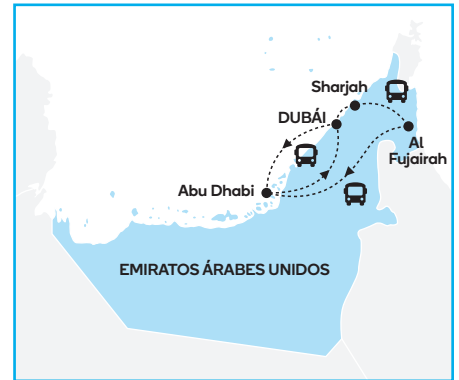 Sharjah
DUBÁI
Al
Fujairah
Abu Dhabi
EMIRATOS ÁRABES UNIDOS